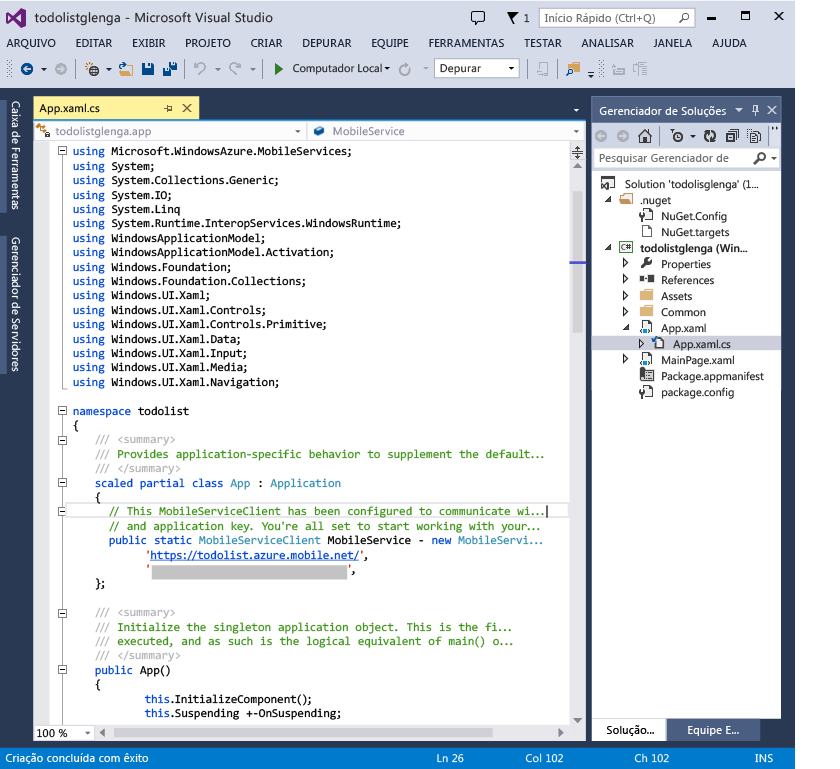 todolistglenga - Microsoft Visual Studio
1
Início Rápido (Ctrl+Q)
ARQUIVO EDITAR EXIBIR PROJETO CRIAR DEPURAR EQUIPE FERRAMENTAS TESTAR ANALISAR JANELA AJUDA
Computador Local
Depurar
Caixa de Ferramentas
Gerenciador de Servidores
App.xaml.cs
todolistglenga.app
MobileService
using Microsoft.WindowsAzure.MobileServices;
using System;
using System.Collections.Generic;
using System.IO;
using System.Linq
using System.Runtime.InteropServices.WindowsRuntime;
using WindowsApplicationModel;
using WindowsApplicationModel.Activation;
using Windows.Foundation;
using Windows.Foundation.Collections;
using Windows.UI.Xaml;
using Windows.UI.Xaml.Controls;
using Windows.UI.Xaml.Controls.Primitive;
using Windows.UI.Xaml.Data;
using Windows.UI.Xaml.Input;
using Windows.UI.Xaml.Media;
using Windows.UI.Xaml.Navigation;
namespace todolist
{
/// <summary>
/// Provides application-specific behavior to supplement the default...
/// </summary>
scaled partial class App : Application
{
// This MobileServiceClient has been configured to communicate wi...
// and application key. You're all set to start working with your...
public static MobileServiceClient MobileService - new MobileServi...
'https://todolist.azure.mobile.net/',
' ',
};
/// <summary>
/// Initialize the singleton application object. This is the fi...
/// executed, and as such is the logical equivalent of main() o...
/// </summary>
public App()
{
this.InitializeComponent();
this.Suspending +-OnSuspending;
100 %
Gerenciador de Soluções
Pesquisar Gerenciador de
Solution 'todolisglenga' (1...
.nuget
NuGet.Config
NuGet.targets
C# todolistglenga (Win...
Properties
References
Assets
Common
App.xaml
App.xaml.cs
MainPage.xaml
Package.appmanifest
package.config
Solução...
Equipe E...
Criação concluída com êxito
Ln 26
Col 102
Ch 102
INS